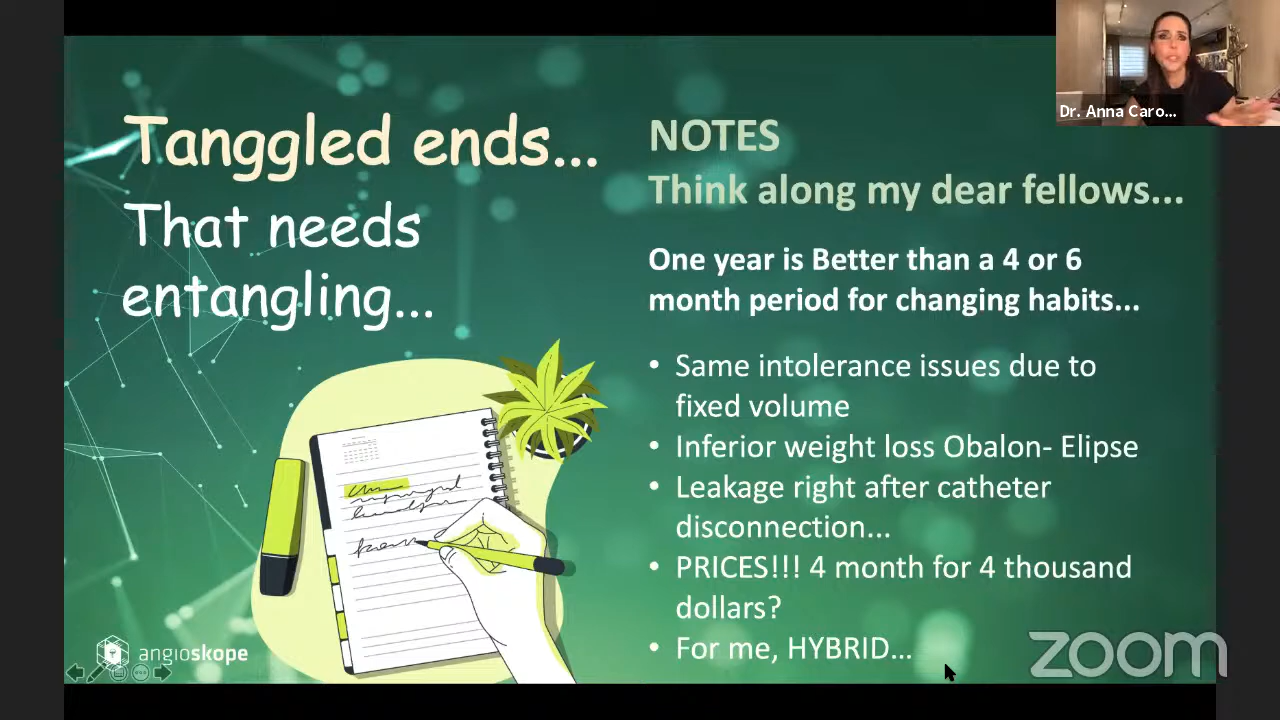 Tanggled ends...
That needs
entangling...
NOTES
Think along my dear fellows...
One year is Better than a 4 or 6
month period for changing habits...
• Same intolerance issues due to
fixed volume
• Inferior weight loss Obalon- Elipse
• Leakage right after catheter
disconnection...
• PRICES!!! 4 month for 4 thousand
dollars?
• For me, HYBRID...
angioskope
Dr. Anna Caro...
zoom